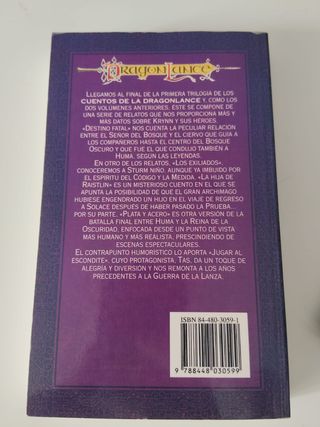 DRAGONLANCE
LLEGAMOS AL FINAL DE LA PRIMERA TRILOGÍA DE LOS
CUENTOS DE LA DRAGONLANCE Y, COMO LOS
DOS VOLÚMENES ANTERIORES, ÉSTE SE COMPONE DE
UNA SERIE DE RELATOS QUE NOS PROPORCIONA MÁS Y
MÁS DATOS SOBRE KRYNN Y SUS HÉROES.
«DESTINO FATAL» NOS CUENTA LA PECULIAR RELACIÓN
ENTRE EL SEÑOR DEL BOSQUE Y EL CIERVO QUE GUÍA A
LOS COMPAÑEROS HASTA EL CENTRO DEL BOSQUE
OSCURO Y QUE FUE EL QUE CONDUJO TAMBIÉN A
HUMA, SEGÚN LAS LEYENDAS.
EN OTRO DE LOS RELATOS, «LOS EXILIADOS»,
CONOCEREMOS A STURM NIÑO, AUNQUE YA IMBUIDO POR
EL ESPÍRITU DEL CÓDIGO Y LA MEDIDA. «LA HIJA DE
RAISTLIN» ES UN MISTERIOSO CUENTO EN EL QUE SE
APUNTA LA POSIBILIDAD DE QUE EL GRAN ARCHIMAGO
HUBIESE ENGENDRADO UN HIJO EN EL VIAJE DE REGRESO
A SOLACE DESPUÉS DE HABER PASADO LA PRUEBA...
POR SU PARTE, «PLATA Y ACERO» ES OTRA VERSIÓN DE LA
BATALLA FINAL ENTRE HUMA Y LA REINA DE LA
OSCURIDAD, ENFOCADA DESDE UN PUNTO DE VISTA
MÁS HUMANO Y MÁS REALISTA, PRESCINDIENDO DE
ESCENAS ESPECTACULARES.
EL CONTRAPUNTO HUMORÍSTICO LO APORTA «JUGAR AL
ESCONDITE», CUYO PROTAGONISTA, TAS, DA UN TOQUE DE
ALEGRÍA Y DIVERSIÓN Y NOS REMONTA A LOS AÑOS
PRECEDENTES A LA GUERRA DE LA LANZA.
ISBN 84-480-3059-1
9 788448 030599